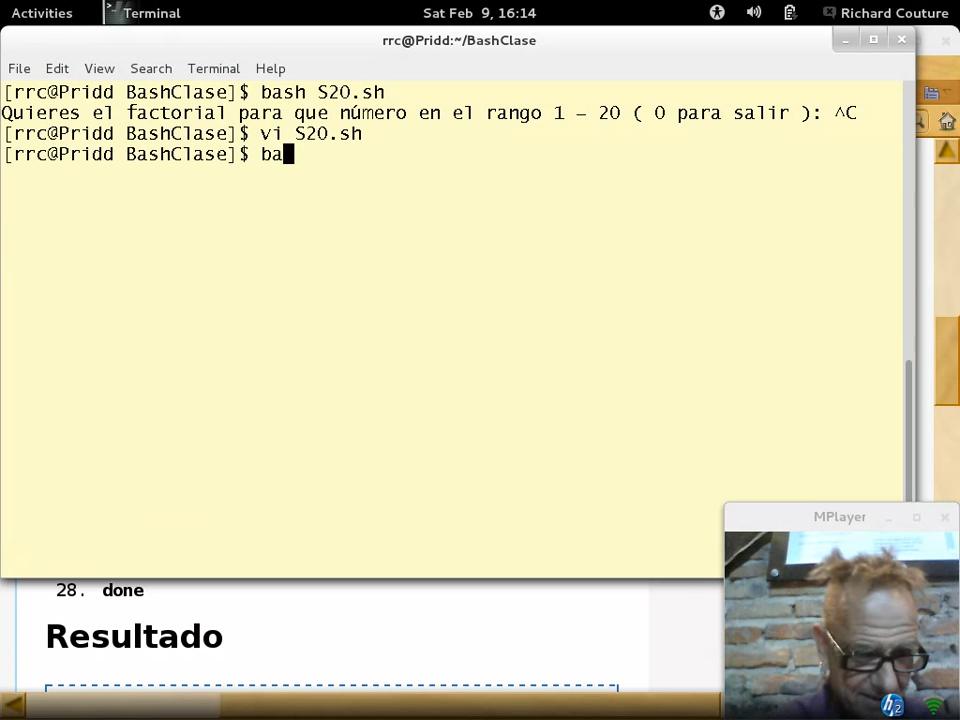 Activities Terminal Sat Feb 9, 16:14 Richard Couture
rrc@Pridd:~/BashClase
File Edit View Search Terminal Help
[rrc@Pridd BashClase]$ bash S20.sh
Quieres el factorial para que número en el rango 1 - 20 ( 0 para salir ): ^C
[rrc@Pridd BashClase]$ vi S20.sh
[rrc@Pridd BashClase]$ ba
MPlayer
28. done
Resultado